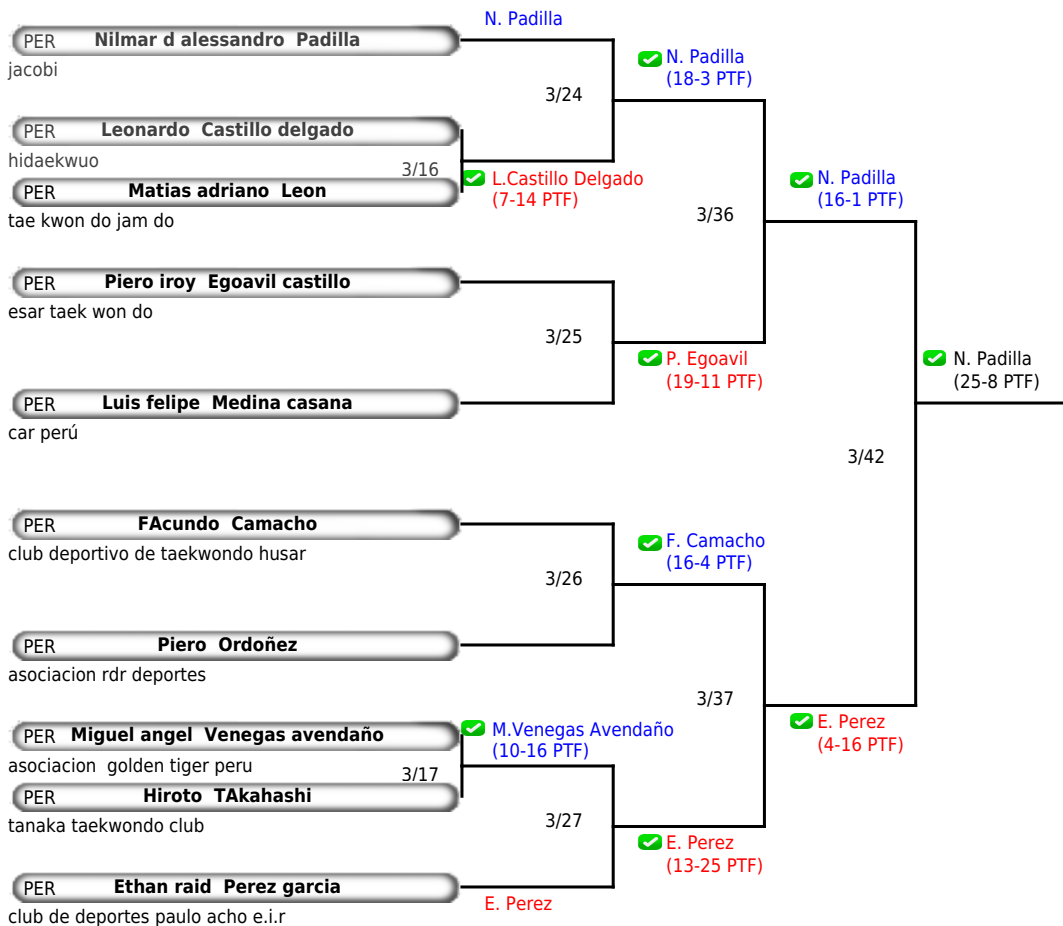 N. Padilla
PER Nilmar d alessandro Padilla
jacobi
N. Padilla
(18-3 PTF)
3/24
PER Leonardo Castillo delgado
hidaekwuo
3/16
PER Matias adriano Leon
tae kwon do jam do
L.Castillo Delgado
(7-14 PTF)
N. Padilla
(16-1 PTF)
3/36
PER Piero iroy Egoavil castillo
esar taek won do
3/25
P. Egoavil
(19-11 PTF)
N. Padilla
(25-8 PTF)
PER Luis felipe Medina casana
car perú
3/42
PER FAcundo Camacho
club deportivo de taekwondo husar
F. Camacho
(16-4 PTF)
3/26
PER Piero Ordoñez
asociacion rdr deportes
3/37
PER Miguel angel Venegas avendaño
asociacion golden tiger peru
M.Venegas Avendaño
(10-16 PTF)
E. Perez
(4-16 PTF)
3/17
PER Hiroto TAkahashi
tanaka taekwondo club
3/27
E. Perez
(13-25 PTF)
PER Ethan raid Perez garcia
club de deportes paulo acho e.i.r
E. Perez